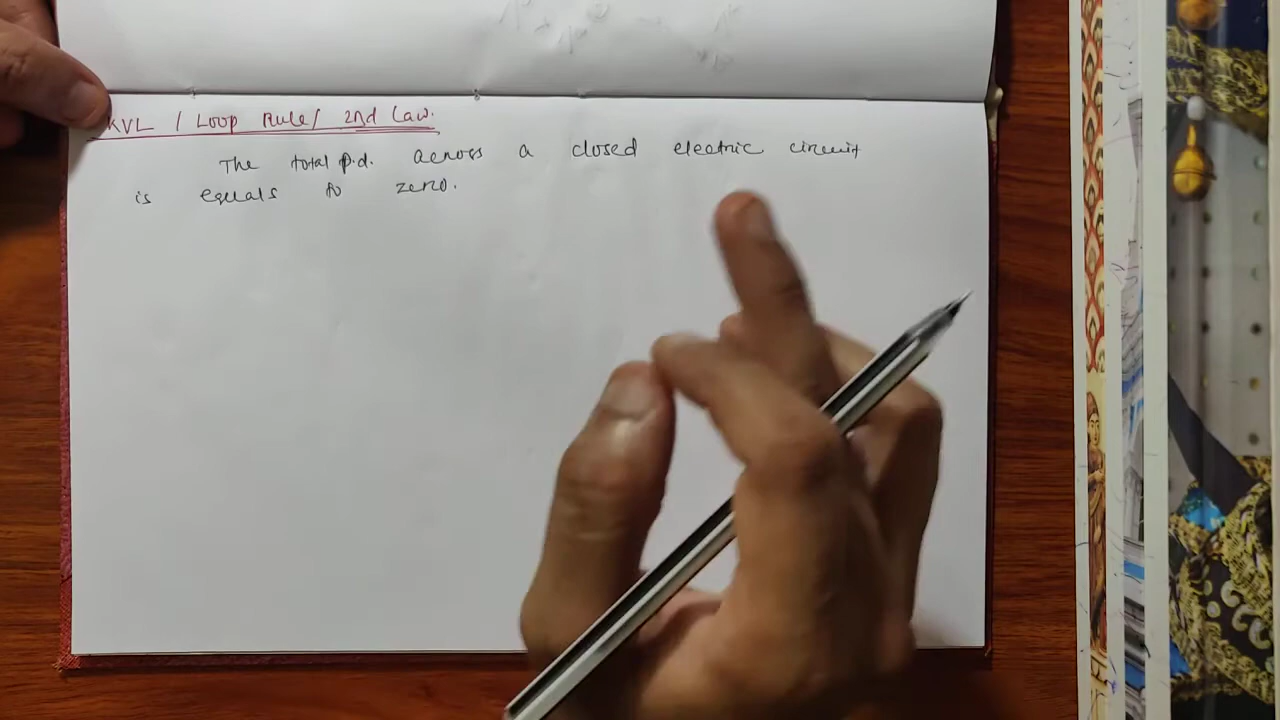 KVL / Loop Rule / 2nd Law.
The total p.d. across a closed electric circuit
is equals to zero.